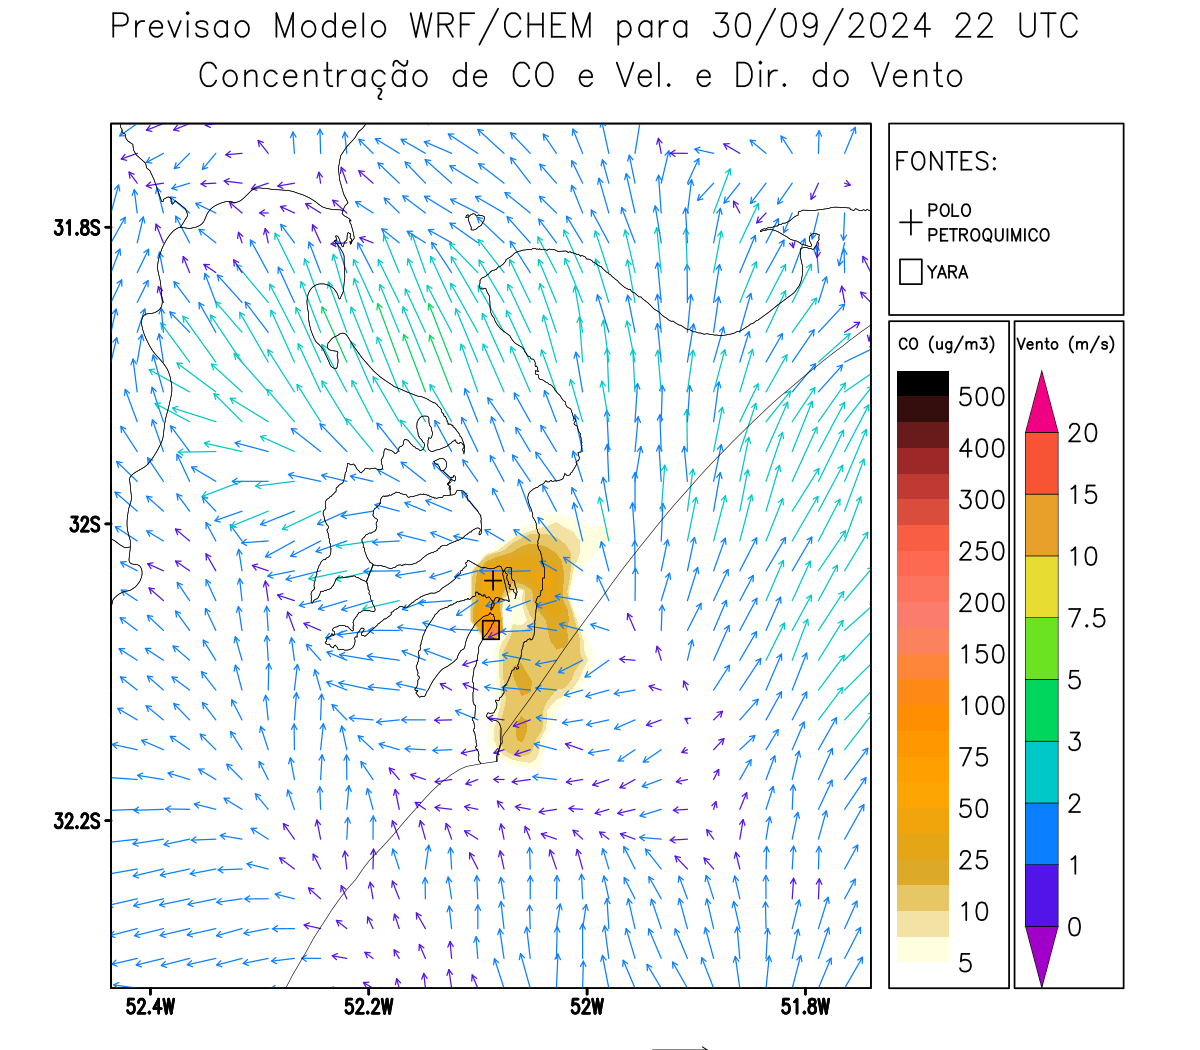 Previsao Modelo WRF/CHEM para 30/09/2024 22 UTC
Concentração de CO e Vel. e Dir. do Vento
FONTES:
POLO
PETROQUIMICO
YARA
CO (ug/m3)
500
400
300
250
200
150
100
75
50
25
10
5
Vento (m/s)
20
15
10
7.5
5
3
2
1
0
31.8S
32S
32.2S
52.4W
52.2W
52W
51.8W